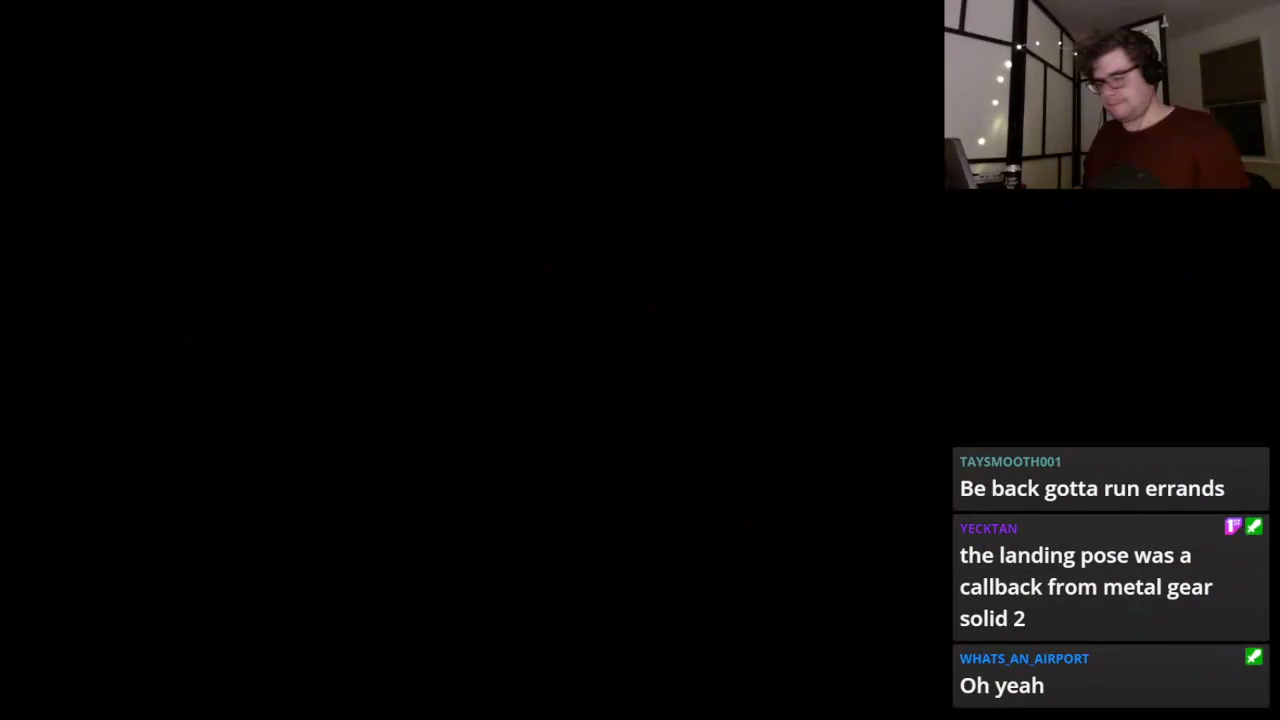 TAYSMOOTH001
Be back gotta run errands
YECKTAN
the landing pose was a
callback from metal gear
solid 2
WHATS_AN_AIRPORT
Oh yeah